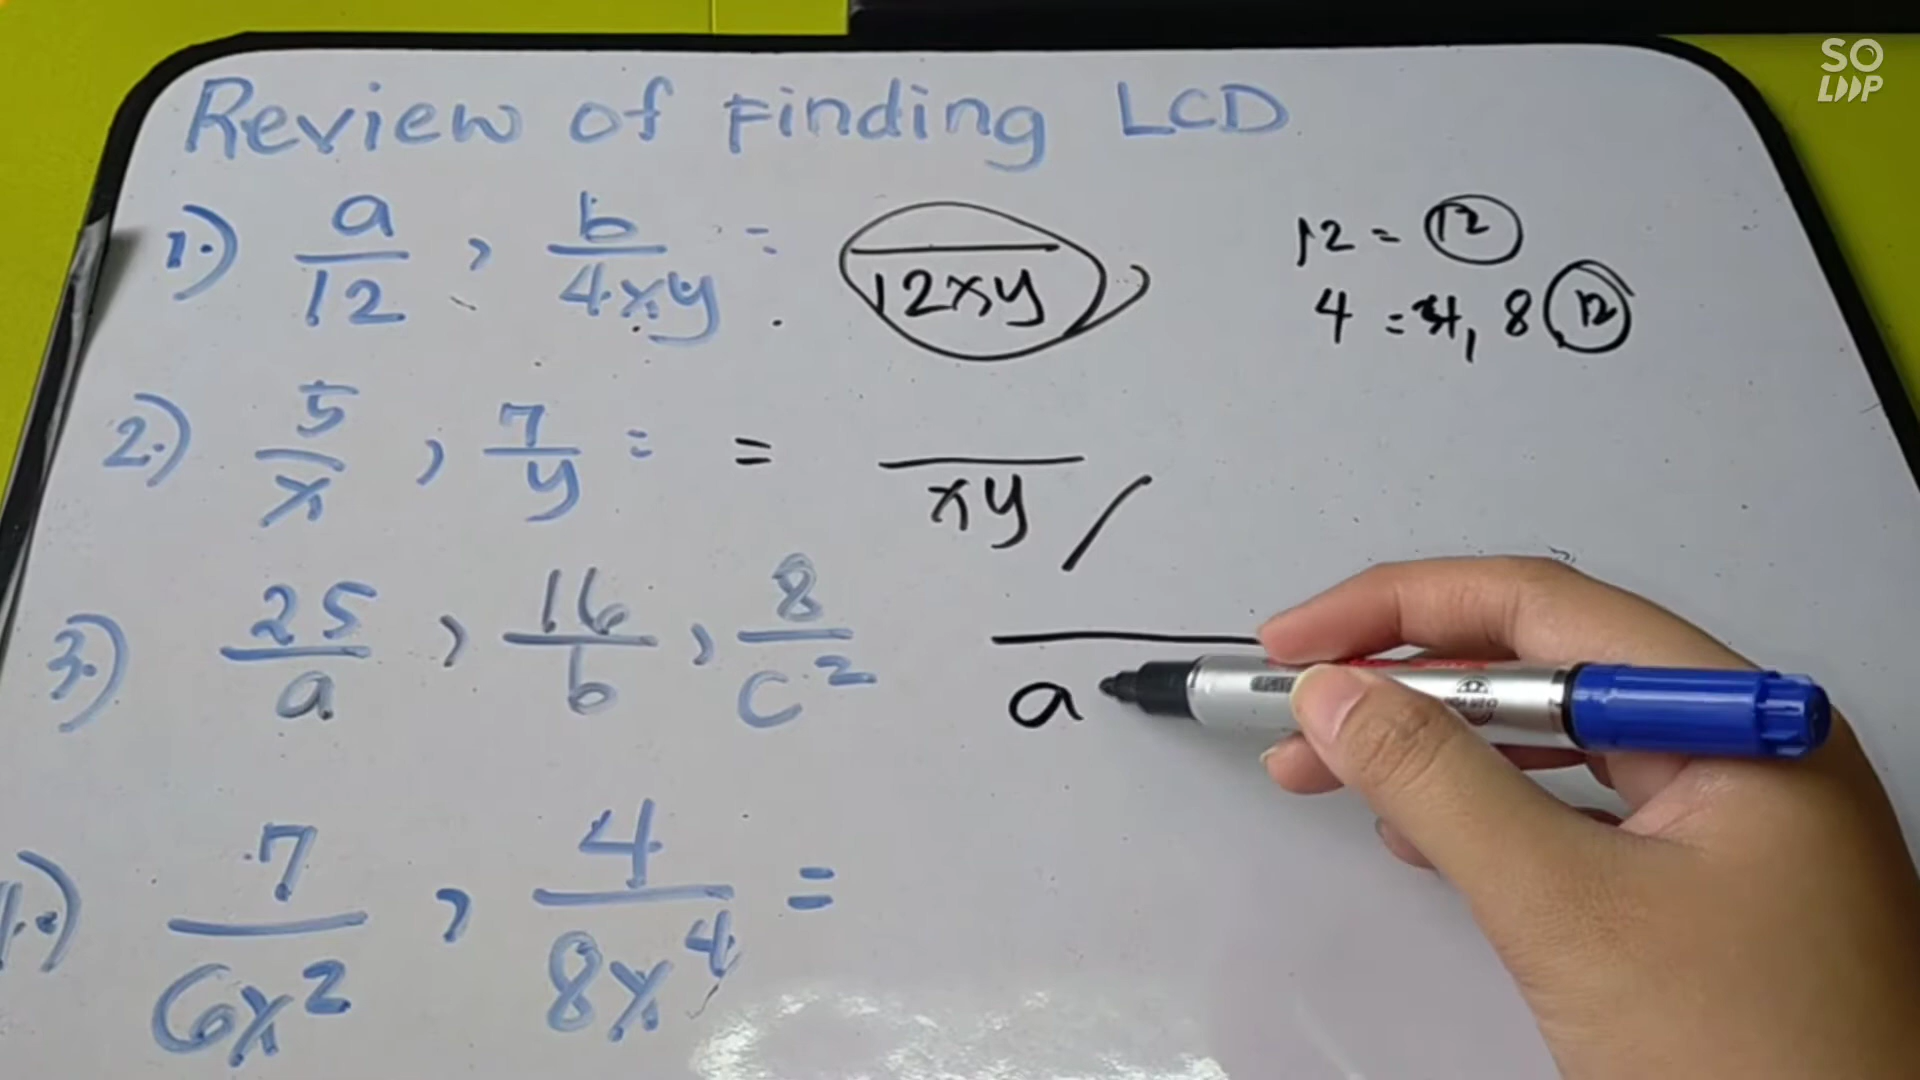 SO
LOOP
Review of Finding LCD
1.) a/12 , b/4xy = /12xy
12 = 12
4 = 4, 8 12
2.) 5/x , 7/y = = /xy
3.) 25/a , 16/b , 8/c² /a
4.) 7/6x² , 4/8x⁴ =